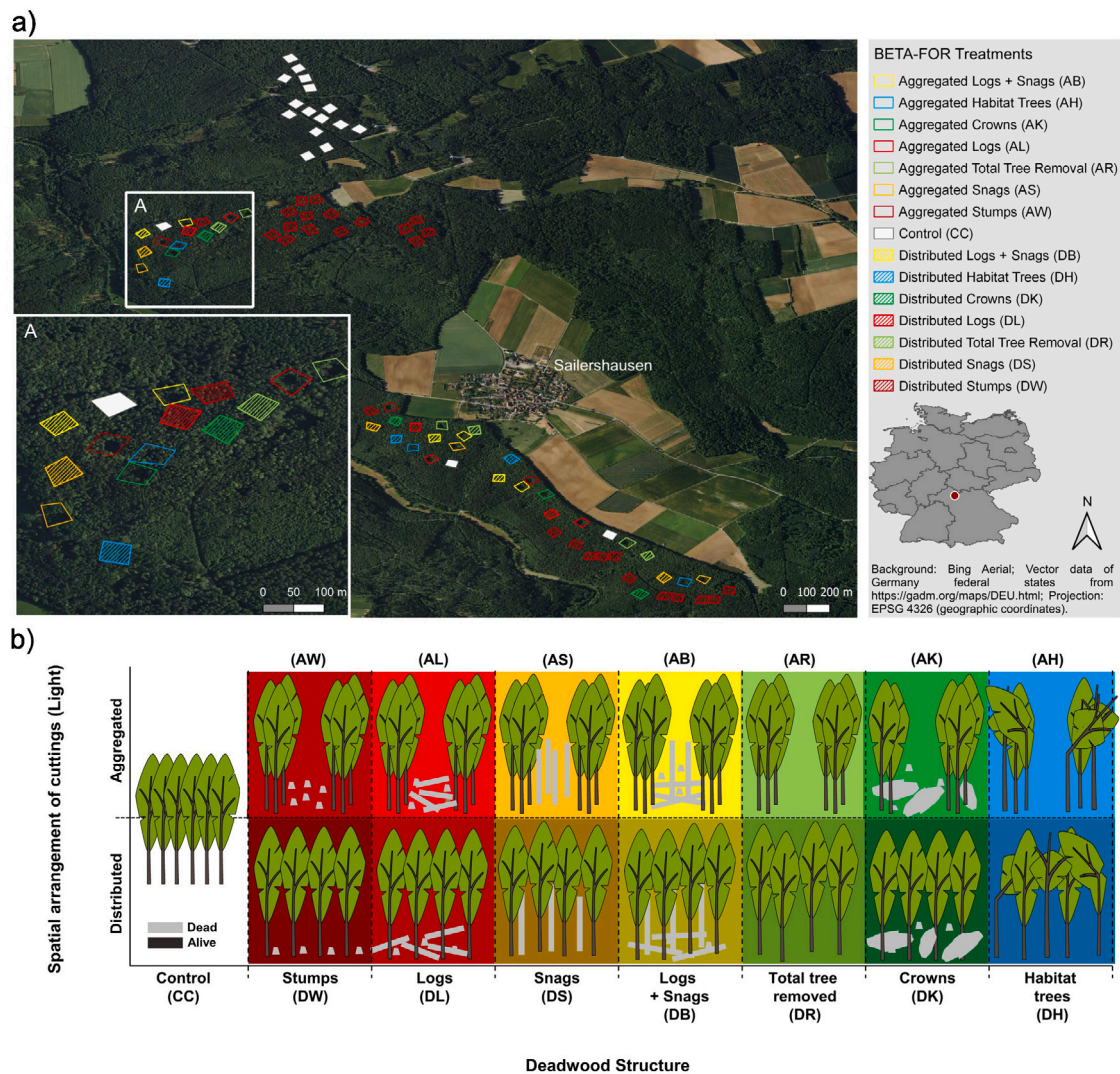 a)
A
A
Sailershausen
0 50 100 m
0 100 200 m
BETA-FOR Treatments
Aggregated Logs + Snags (AB)
Aggregated Habitat Trees (AH)
Aggregated Crowns (AK)
Aggregated Logs (AL)
Aggregated Total Tree Removal (AR)
Aggregated Snags (AS)
Aggregated Stumps (AW)
Control (CC)
Distributed Logs + Snags (DB)
Distributed Habitat Trees (DH)
Distributed Crowns (DK)
Distributed Logs (DL)
Distributed Total Tree Removal (DR)
Distributed Snags (DS)
Distributed Stumps (DW)
N
Background: Bing Aerial; Vector data of
Germany federal states from
https://gadm.org/maps/DEU.html; Projection:
EPSG 4326 (geographic coordinates).
b)
(AW) (AL) (AS) (AB) (AR) (AK) (AH)
Spatial arrangement of cuttings (Light)
Aggregated
Distributed
Dead
Alive
Control
(CC)
Stumps
(DW)
Logs
(DL)
Snags
(DS)
Logs
+ Snags
(DB)
Total tree
removed
(DR)
Crowns
(DK)
Habitat
trees
(DH)
Deadwood Structure